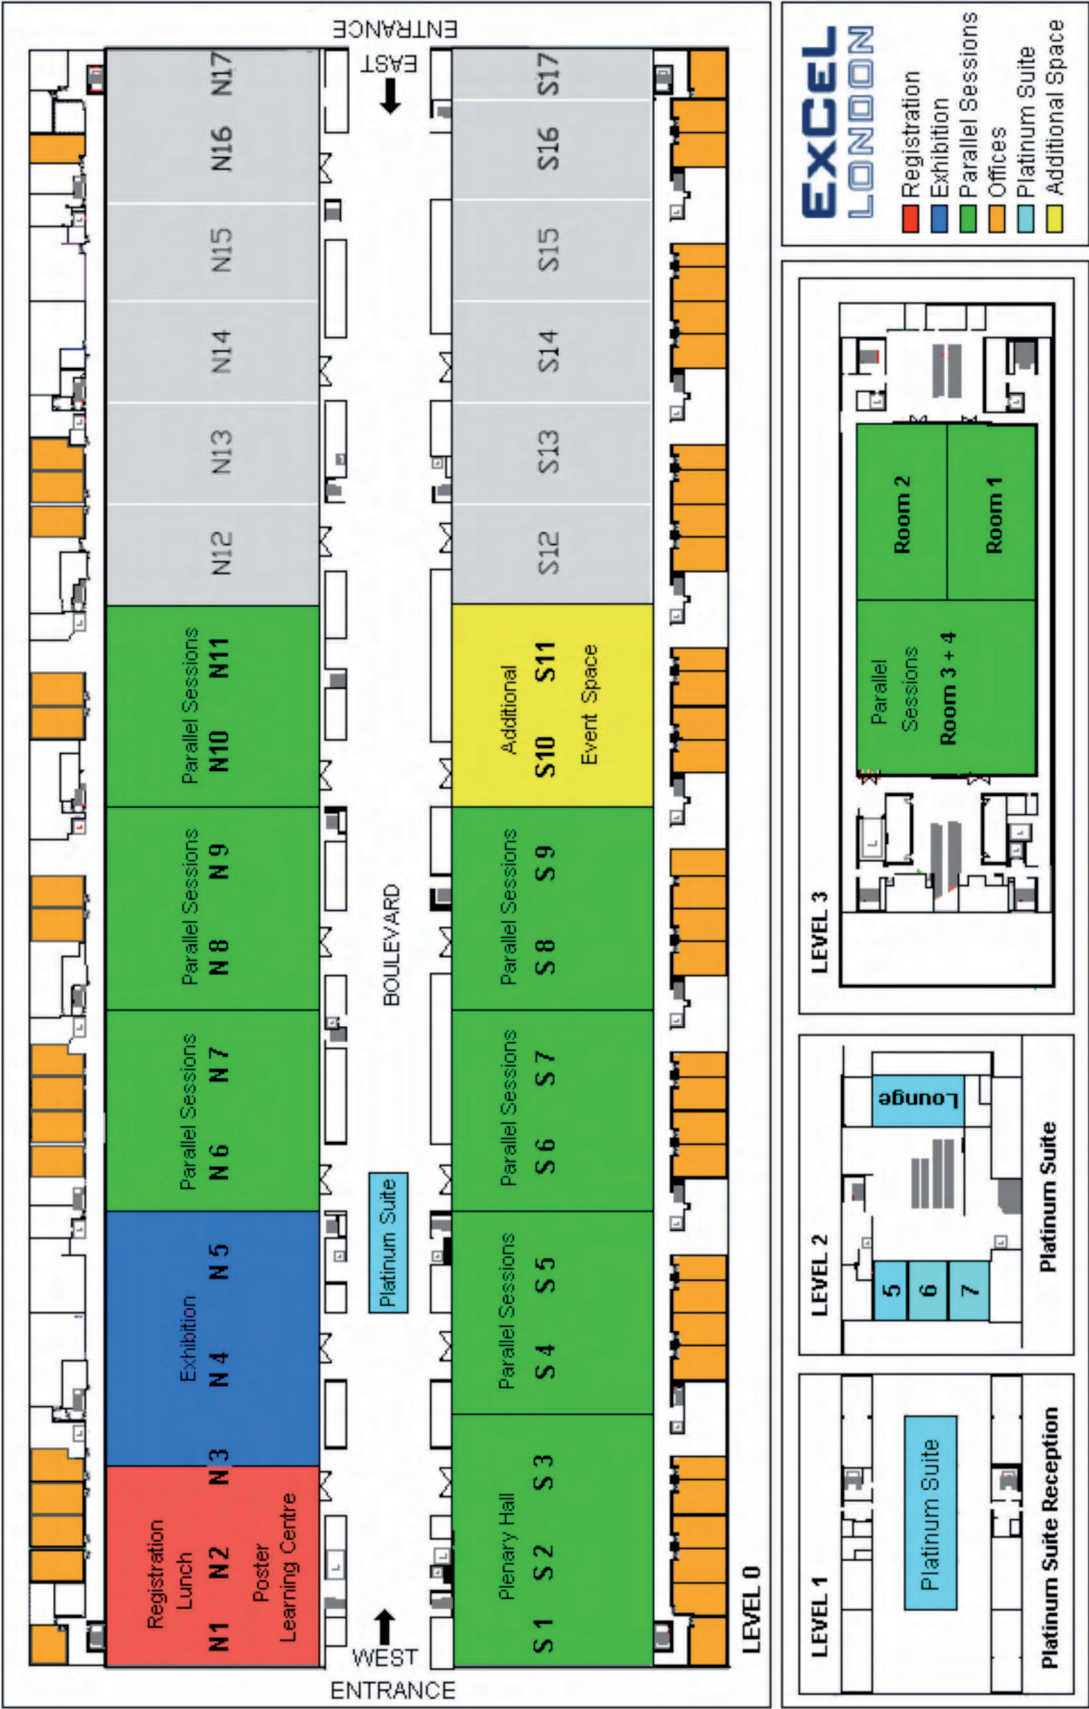 WEST
ENTRANCE
EAST
ENTRANCE
Registration
Lunch
N1 N2 N3
Poster
Learning Centre
Exhibition
N4 N5
Parallel Sessions
N 6 N 7
Parallel Sessions
N 8 N 9
Parallel Sessions
N10 N11
N12
N13
N14
N15
N16
N17
Platinum Suite
BOULEVARD
Plenary Hall
S 1 S 2 S 3
Parallel Sessions
S 4 S 5
Parallel Sessions
S 6 S 7
Parallel Sessions
S 8 S 9
Additional
S10 S11
Event Space
S12
S13
S14
S15
S16
S17
LEVEL 0
LEVEL 1
Platinum Suite
Platinum Suite Reception
LEVEL 2
5
6
7
Lounge
Platinum Suite
LEVEL 3
Parallel
Sessions
Room 3 + 4
Room 2
Room 1
ExCeL
LONDON
Registration
Exhibition
Parallel Sessions
Offices
Platinum Suite
Additional Space